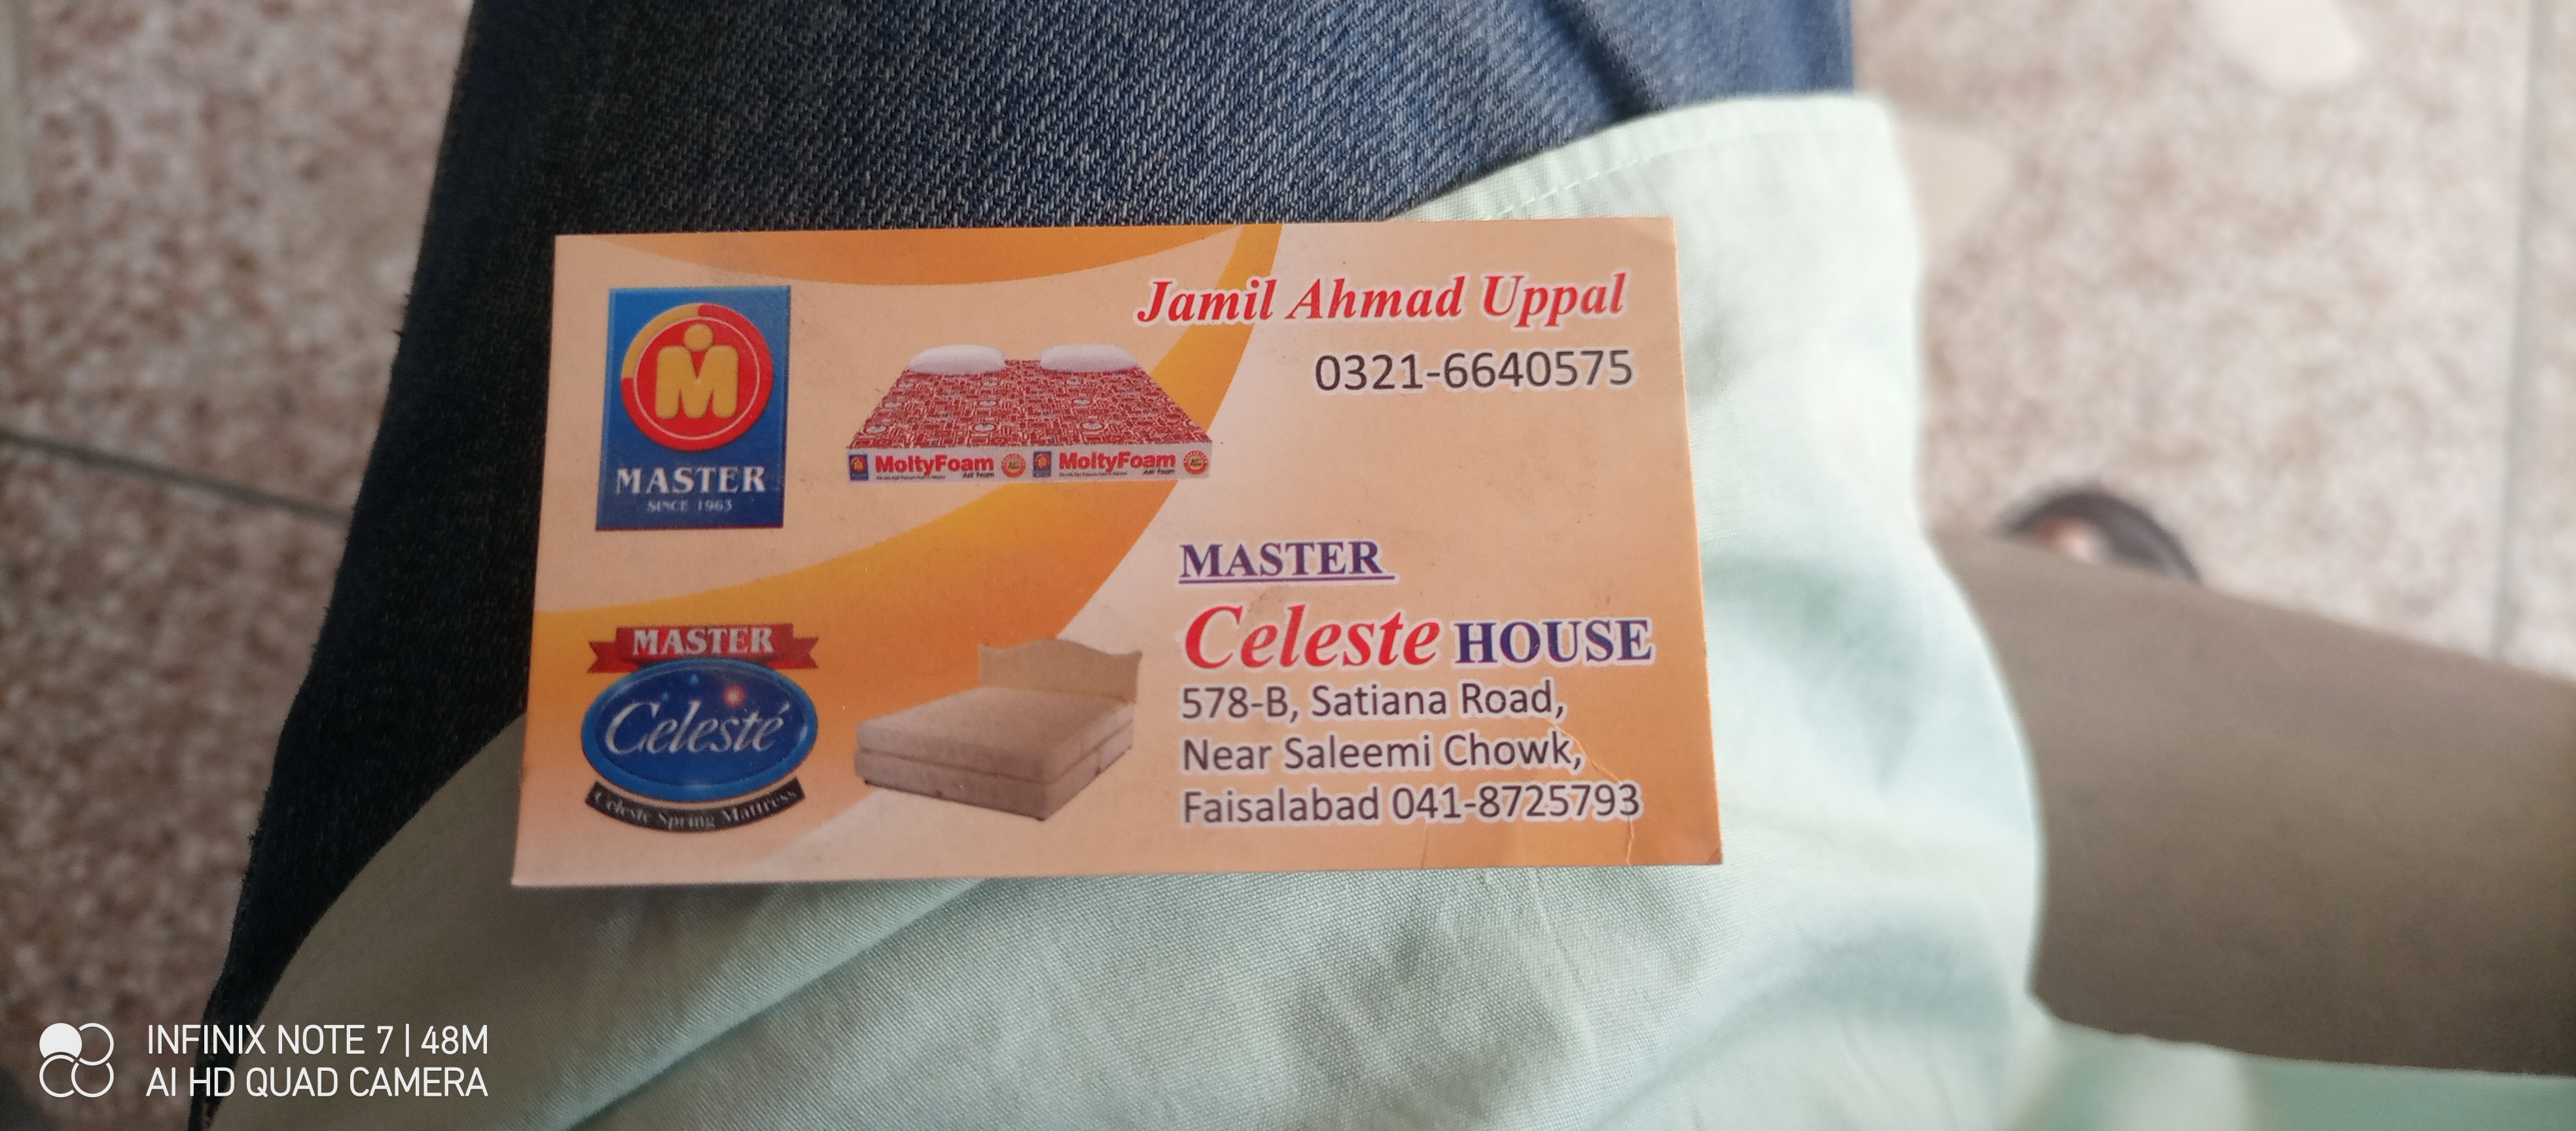 Jamil Ahmad Uppal
0321-6640575
M
MASTER
SINCE 1963
MoltyFoam MoltyFoam
MASTER
Celeste HOUSE
578-B, Satiana Road,
Near Saleemi Chowk,
Faisalabad 041-8725793
MASTER
Celesté
Celeste Spring Mattress
INFINIX NOTE 7 | 48M
AI HD QUAD CAMERA